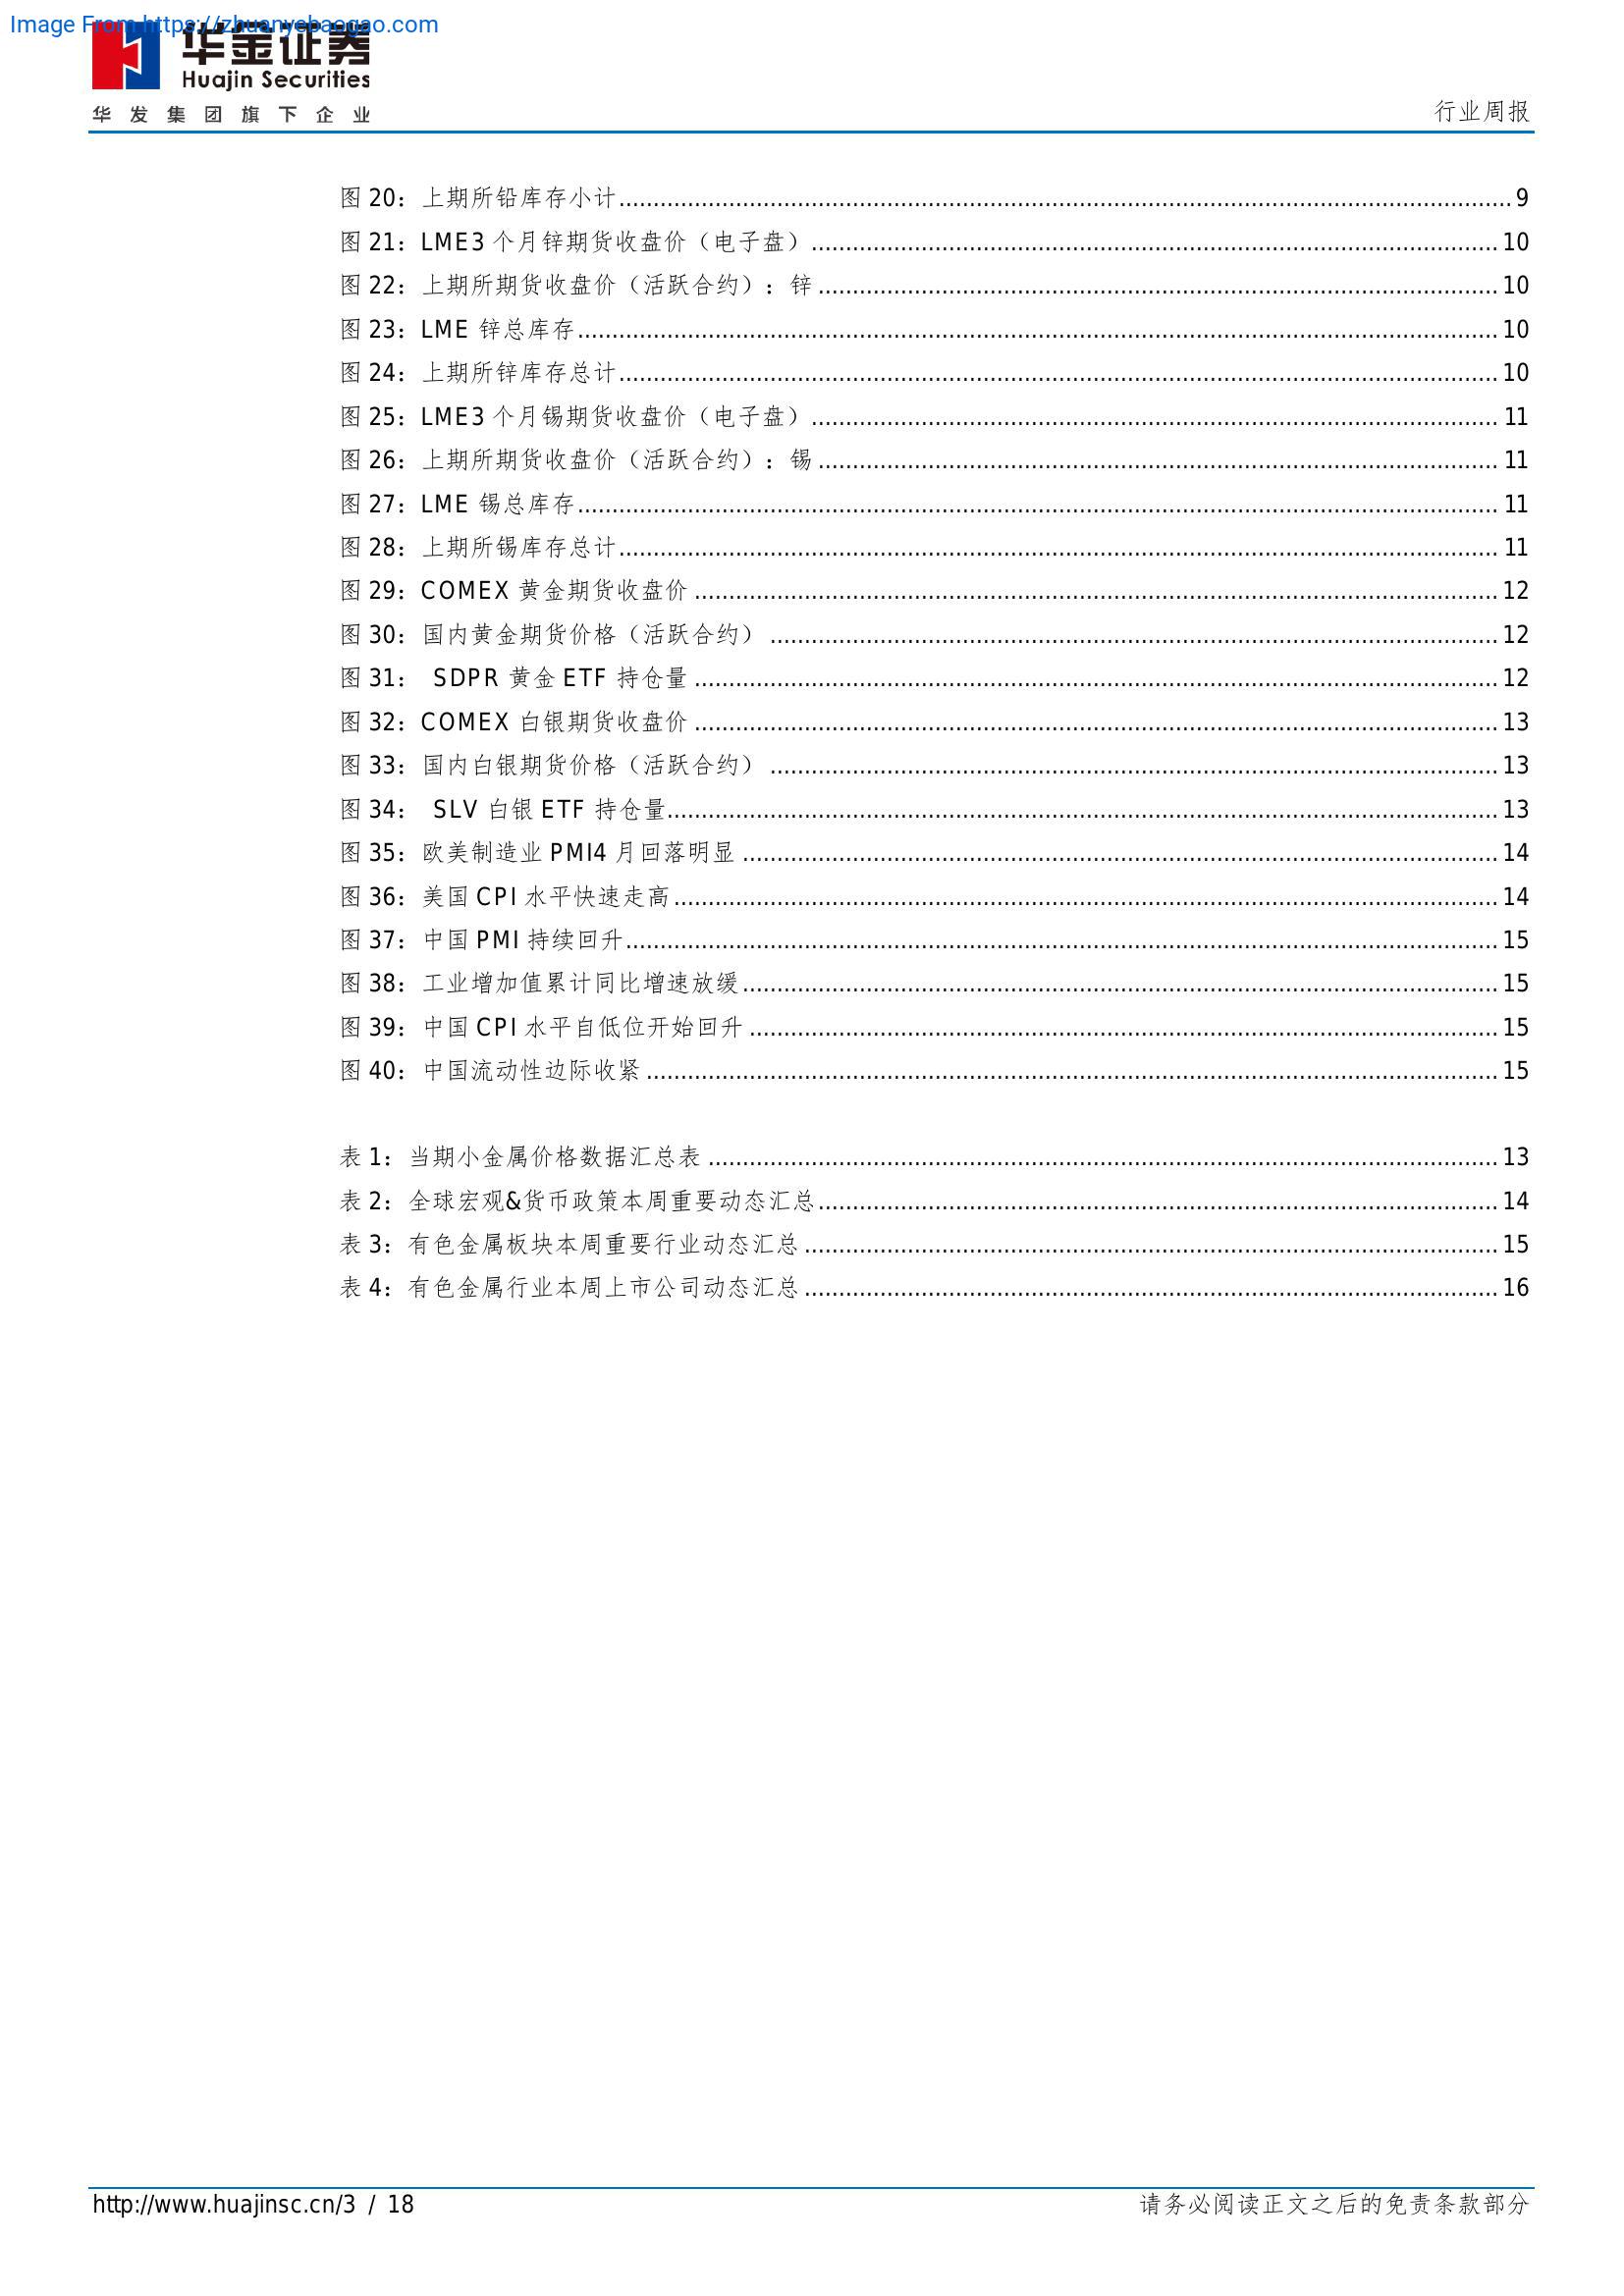 Image From https://zhuanyebaogao.com
华金证券
Huajin Securities
华发集团旗下企业
行业周报
图 20：上期所铅库存小计 9
图 21：LME3 个月锌期货收盘价（电子盘） 10
图 22：上期所期货收盘价（活跃合约）：锌 10
图 23：LME 锌总库存 10
图 24：上期所锌库存总计 10
图 25：LME3 个月锡期货收盘价（电子盘） 11
图 26：上期所期货收盘价（活跃合约）：锡 11
图 27：LME 锡总库存 11
图 28：上期所锡库存总计 11
图 29：COMEX 黄金期货收盘价 12
图 30：国内黄金期货价格（活跃合约） 12
图 31： SDPR 黄金 ETF 持仓量 12
图 32：COMEX 白银期货收盘价 13
图 33：国内白银期货价格（活跃合约） 13
图 34： SLV 白银 ETF 持仓量 13
图 35：欧美制造业 PMI4 月回落明显 14
图 36：美国 CPI 水平快速走高 14
图 37：中国 PMI 持续回升 15
图 38：工业增加值累计同比增速放缓 15
图 39：中国 CPI 水平自低位开始回升 15
图 40：中国流动性边际收紧 15
表 1：当期小金属价格数据汇总表 13
表 2：全球宏观&货币政策本周重要动态汇总 14
表 3：有色金属板块本周重要行业动态汇总 15
表 4：有色金属行业本周上市公司动态汇总 16
http://www.huajinsc.cn/3 / 18
请务必阅读正文之后的免责条款部分